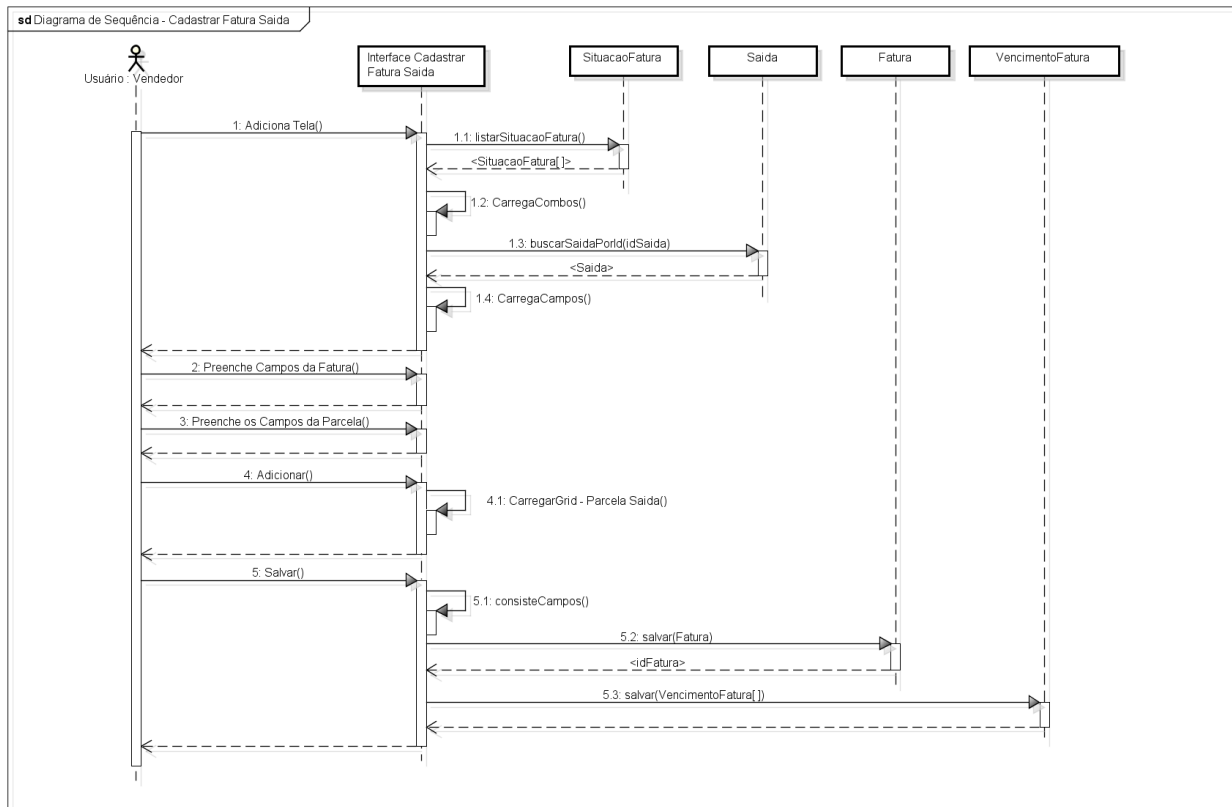 sd Diagrama de Sequência - Cadastrar Fatura Saida
Usuário : Vendedor
Interface Cadastrar
Fatura Saida
SituacaoFatura
Saida
Fatura
VencimentoFatura
1: Adiciona Tela()
1.1: listarSituacaoFatura()
<SituacaoFatura[ ]>
1.2: CarregaCombos()
1.3: buscarSaidaPorId(idSaida)
<Saida>
1.4: CarregaCampos()
2: Preenche Campos da Fatura()
3: Preenche os Campos da Parcela()
4: Adicionar()
4.1: CarregarGrid - Parcela Saida()
5: Salvar()
5.1: consisteCampos()
5.2: salvar(Fatura)
<idFatura>
5.3: salvar(VencimentoFatura[ ])